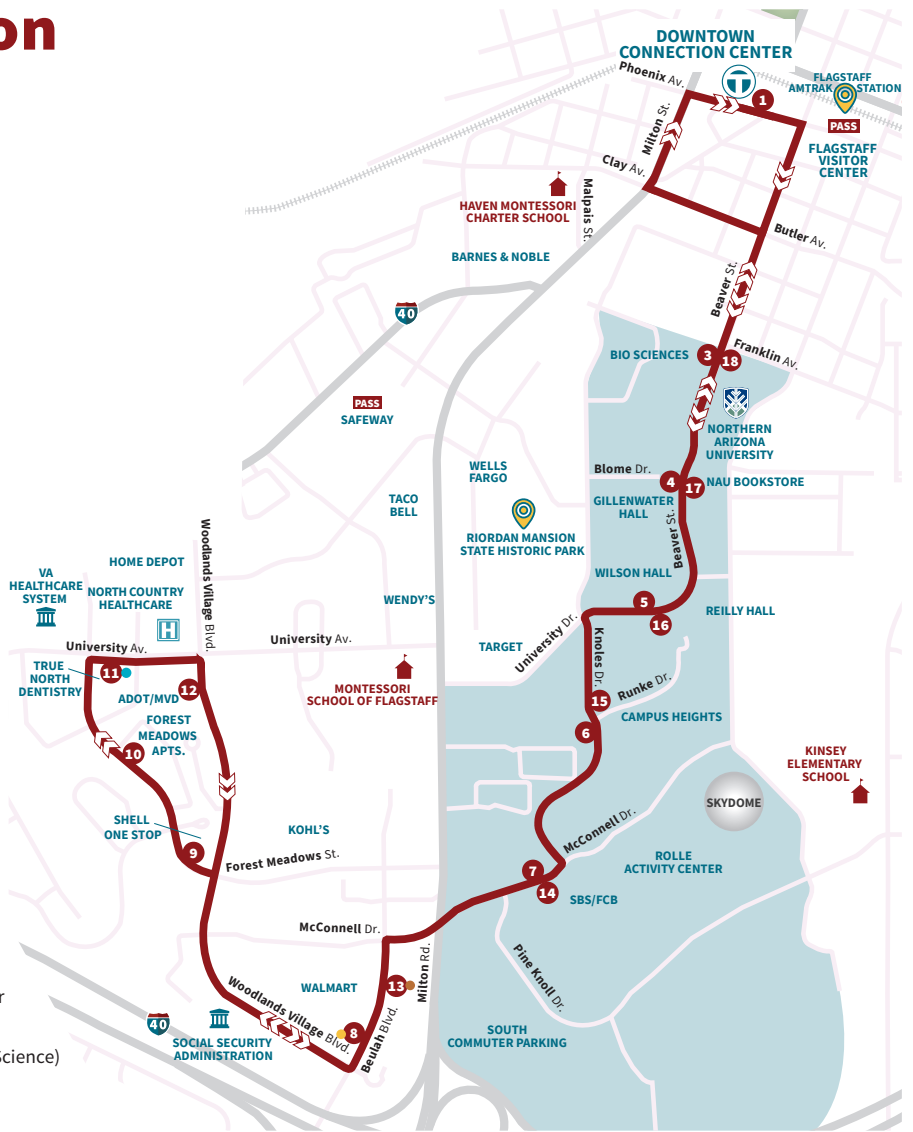 on
DOWNTOWN
CONNECTION CENTER
Phoenix Av.
1
FLAGSTAFF
AMTRAK STATION
PASS
FLAGSTAFF
VISITOR
CENTER
Milton St.
Clay Av.
HAVEN MONTESSORI
CHARTER SCHOOL
Malpais St.
Butler Av.
BARNES & NOBLE
Beaver St.
40
BIO SCIENCES
3
18
Franklin Av.
PASS
SAFEWAY
NORTHERN
ARIZONA
UNIVERSITY
WELLS
FARGO
Blome Dr.
4
17
NAU BOOKSTORE
TACO
BELL
GILLENWATER
HALL
Beaver St.
RIORDAN MANSION
STATE HISTORIC PARK
Woodlands Village Blvd.
HOME DEPOT
VA
HEALTHCARE
SYSTEM
NORTH COUNTRY
HEALTHCARE
H
WILSON HALL
WENDY'S
5
16
REILLY HALL
University Av.
University Av.
TARGET
University Dr.
Knoles Dr.
TRUE
NORTH
DENTISTRY
11
12
ADOT/MVD
MONTESSORI
SCHOOL OF FLAGSTAFF
15
Runke Dr.
CAMPUS HEIGHTS
6
FOREST
MEADOWS
APTS.
10
KINSEY
ELEMENTARY
SCHOOL
SKYDOME
SHELL
ONE STOP
KOHL'S
McConnell Dr.
9
Forest Meadows St.
ROLLE
ACTIVITY CENTER
7
14
SBS/FCB
McConnell Dr.
Milton Rd.
Pine Knoll Dr.
WALMART
13
r
Woodlands Village Blvd.
8
Beulah Blvd.
40
SOCIAL SECURITY
ADMINISTRATION
SOUTH
COMMUTER PARKING
Science)